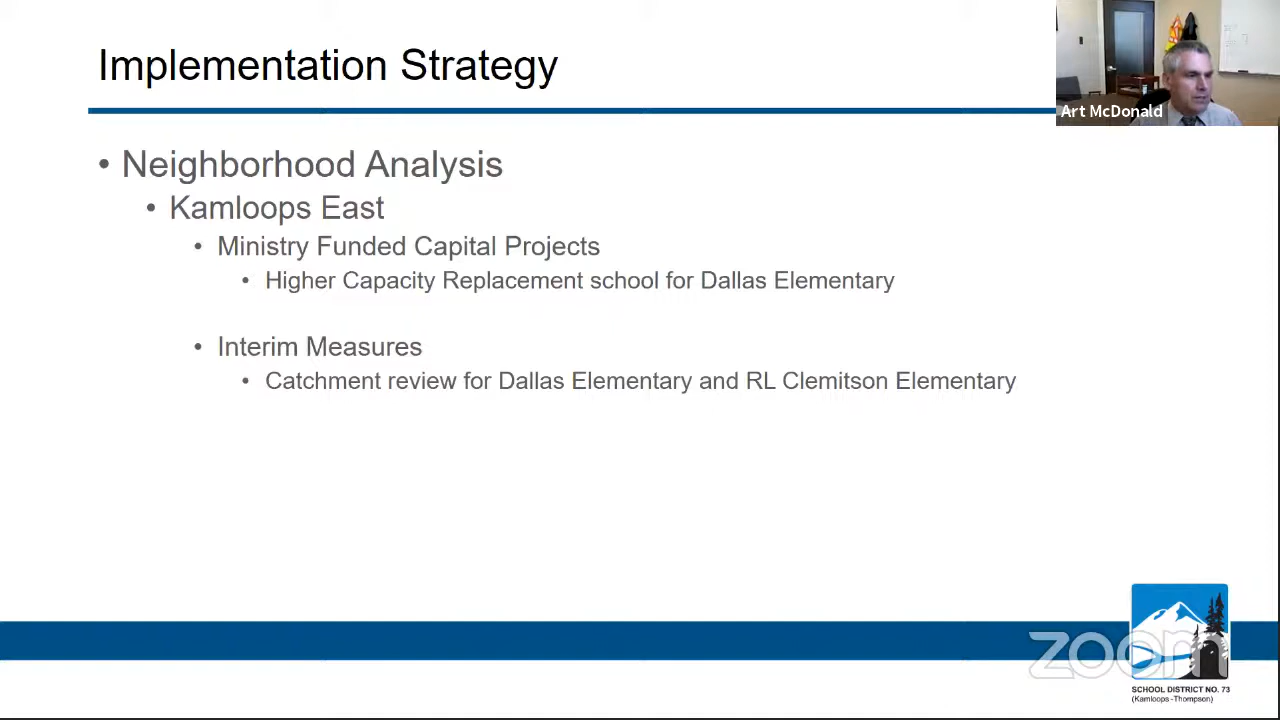 Implementation Strategy
Art McDonald
• Neighborhood Analysis
• Kamloops East
• Ministry Funded Capital Projects
• Higher Capacity Replacement school for Dallas Elementary
• Interim Measures
• Catchment review for Dallas Elementary and RL Clemitson Elementary
zoom
SCHOOL DISTRICT NO. 73
(Kamloops-Thompson)